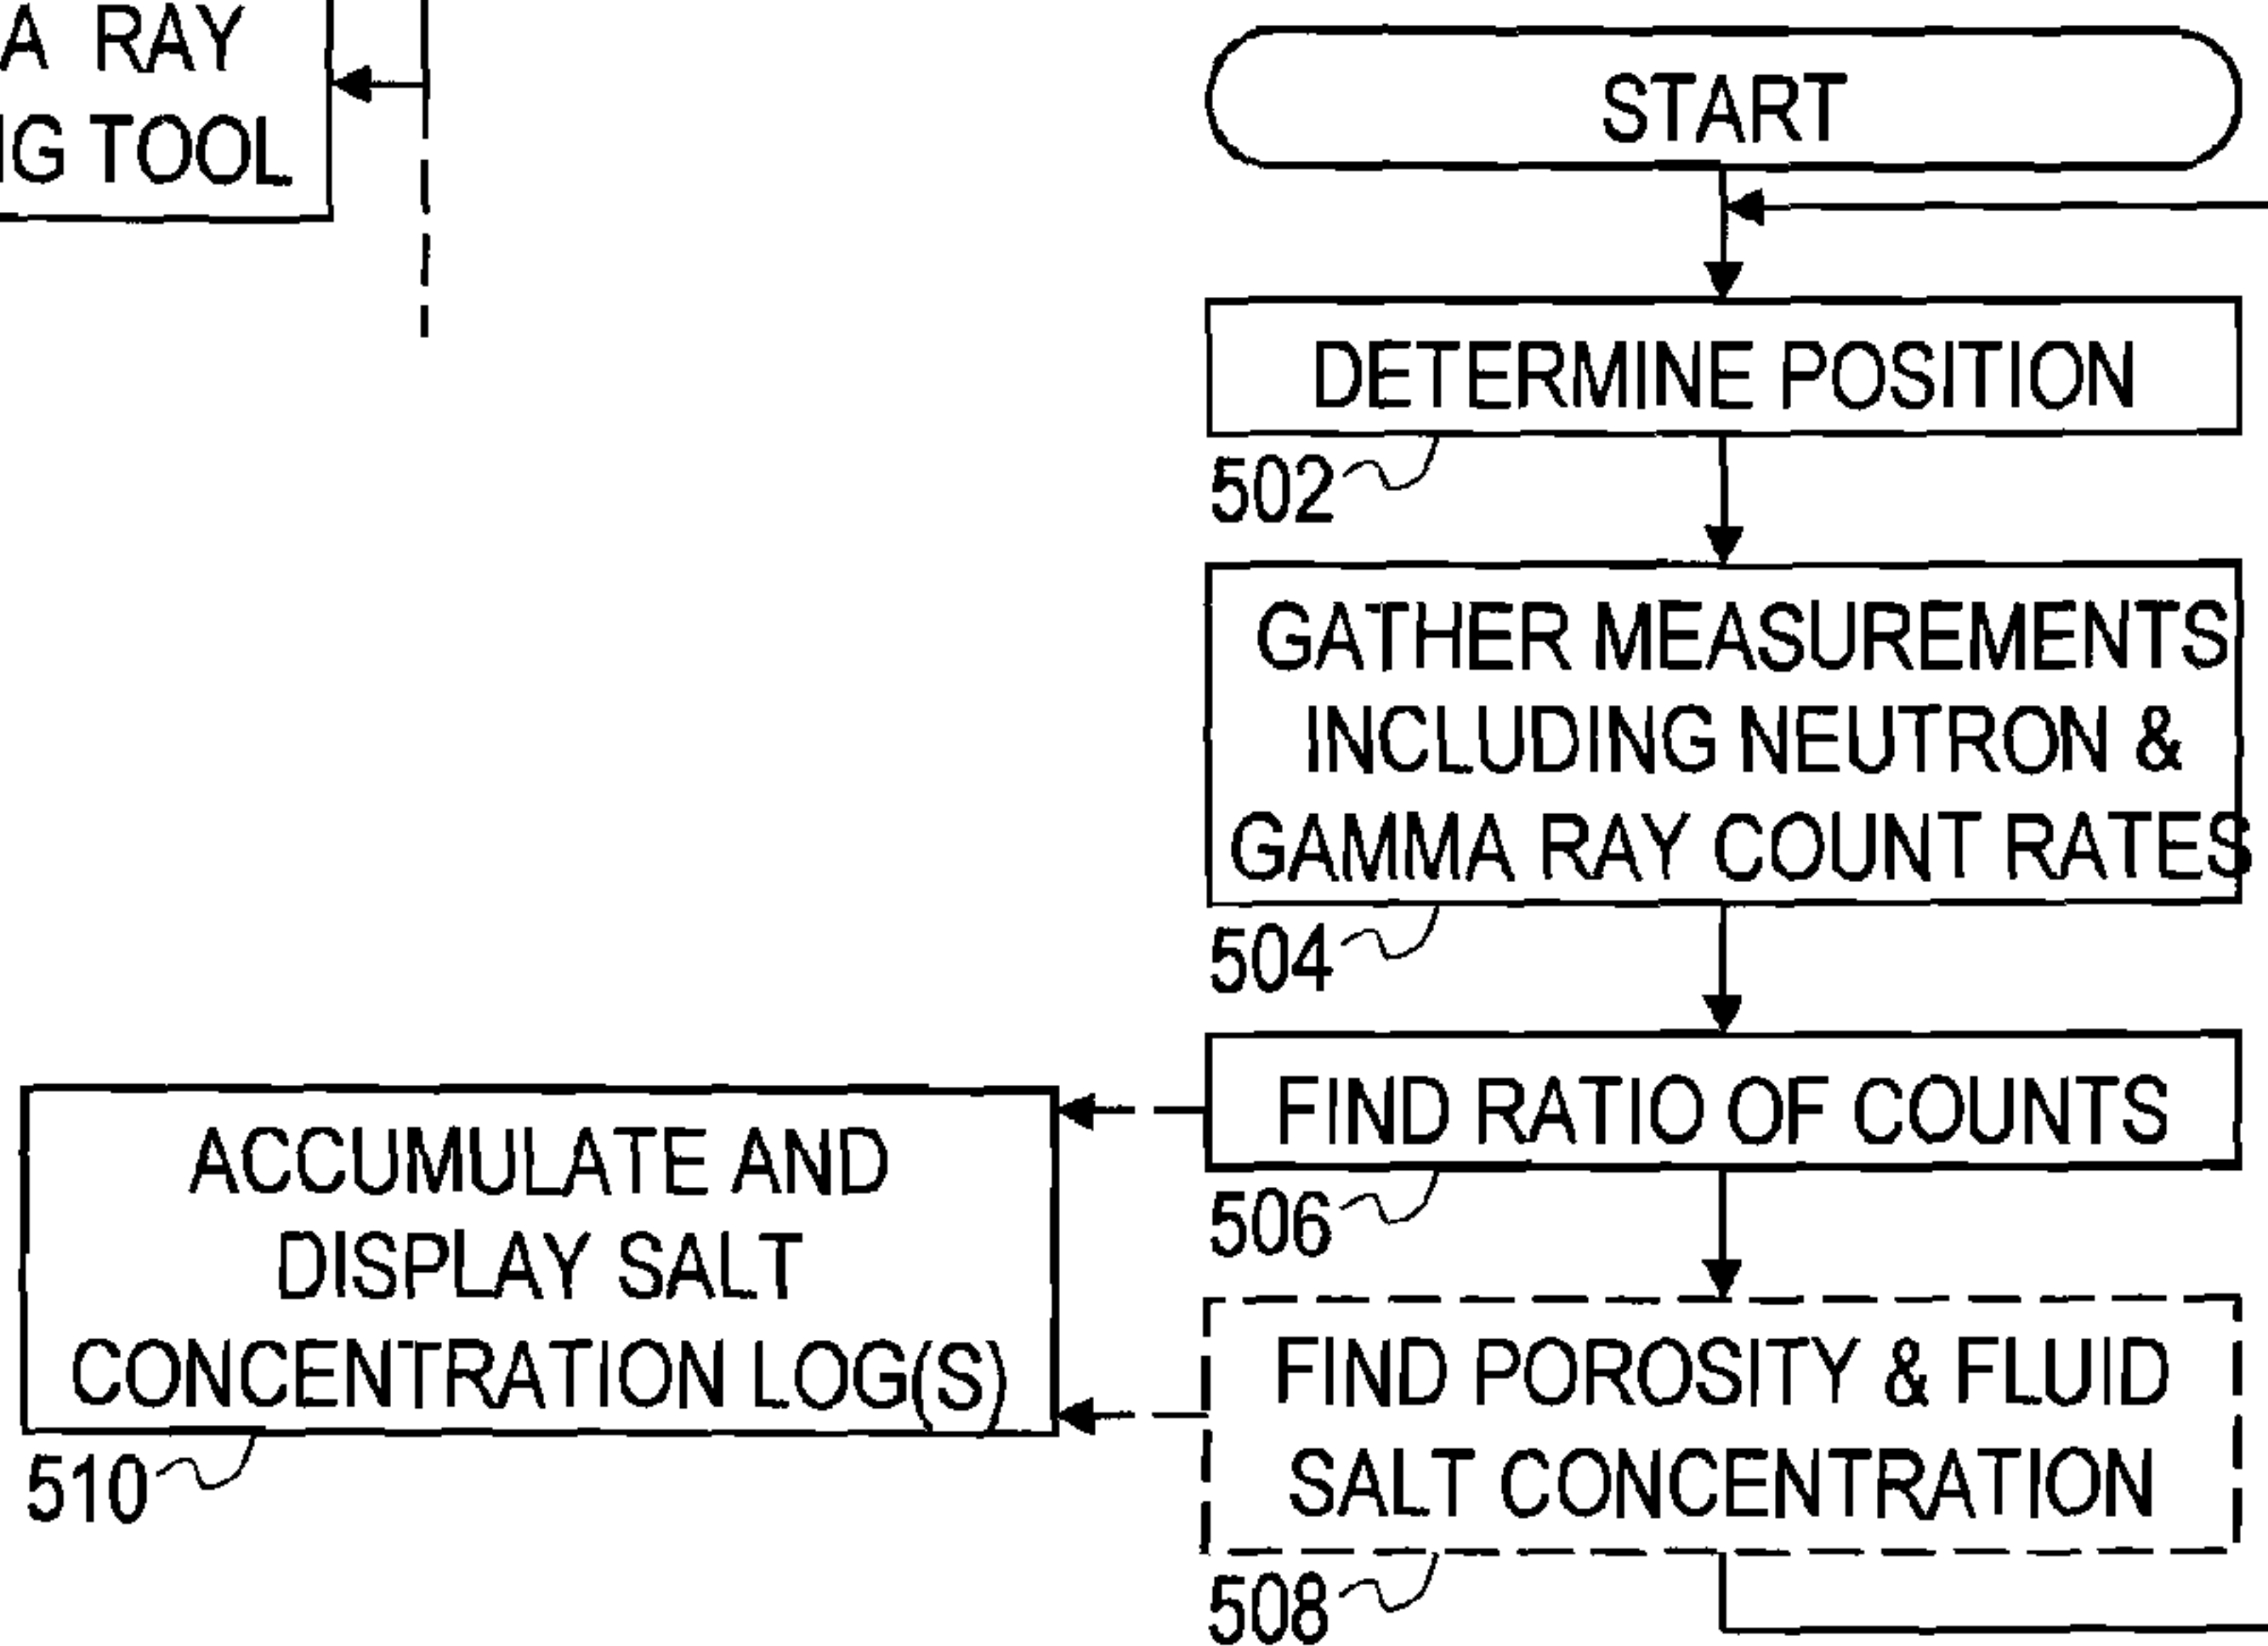 A RAY
G TOOL
START
DETERMINE POSITION
502
GATHER MEASUREMENTS
INCLUDING NEUTRON &
GAMMA RAY COUNT RATES
504
FIND RATIO OF COUNTS
506
ACCUMULATE AND
DISPLAY SALT
CONCENTRATION LOG(S)
510
FIND POROSITY & FLUID
SALT CONCENTRATION
508